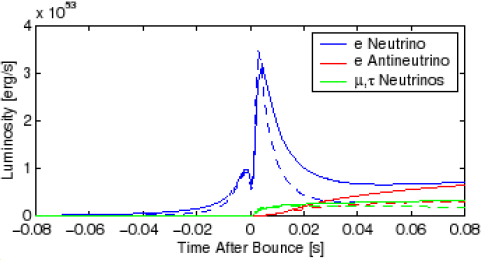 x 10^53
4
3
2
1
0
Luminosity [erg/s]
e Neutrino
e Antineutrino
μ,τ Neutrinos
−0.08 −0.06 −0.04 −0.02 0 0.02 0.04 0.06 0.08
Time After Bounce [s]